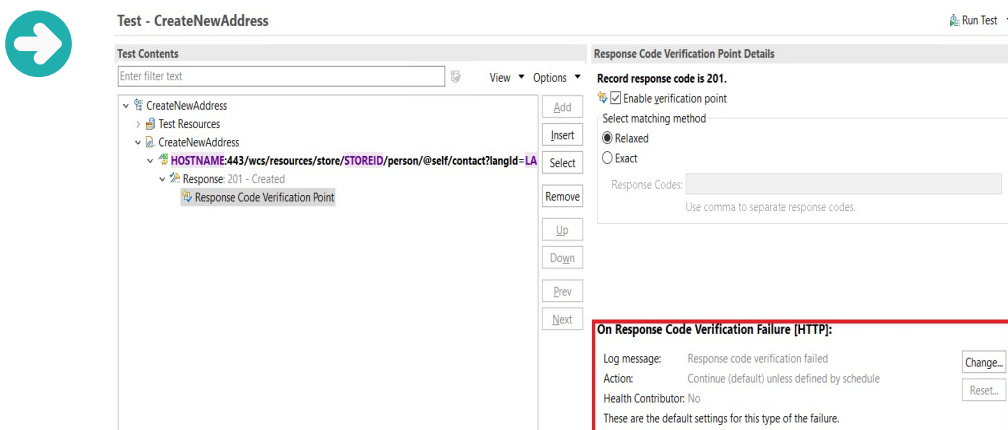 Test - CreateNewAddress
Run Test
Test Contents
Enter filter text
View
Options
CreateNewAddress
Test Resources
CreateNewAddress
HOSTNAME:443/wcs/resources/store/STOREID/person/@self/contact?langId=LA
Response: 201 - Created
Response Code Verification Point
Add
Insert
Select
Remove
Up
Down
Prev
Next
Response Code Verification Point Details
Record response code is 201.
Enable verification point
Select matching method
Relaxed
Exact
Response Codes:
Use comma to separate response codes.
On Response Code Verification Failure [HTTP]:
Log message: Response code verification failed
Change...
Action: Continue (default) unless defined by schedule
Reset...
Health Contributor: No
These are the default settings for this type of the failure.